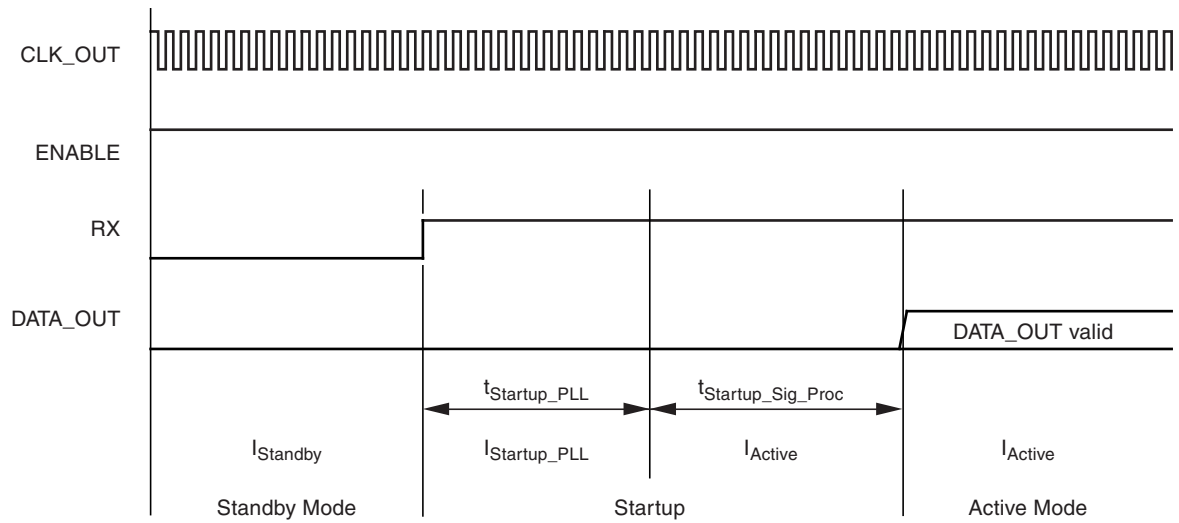 CLK_OUT
ENABLE
RX
DATA_OUT
DATA_OUT valid
tStartup_PLL
tStartup_Sig_Proc
IStandby
IStartup_PLL
IActive
IActive
Standby Mode
Startup
Active Mode